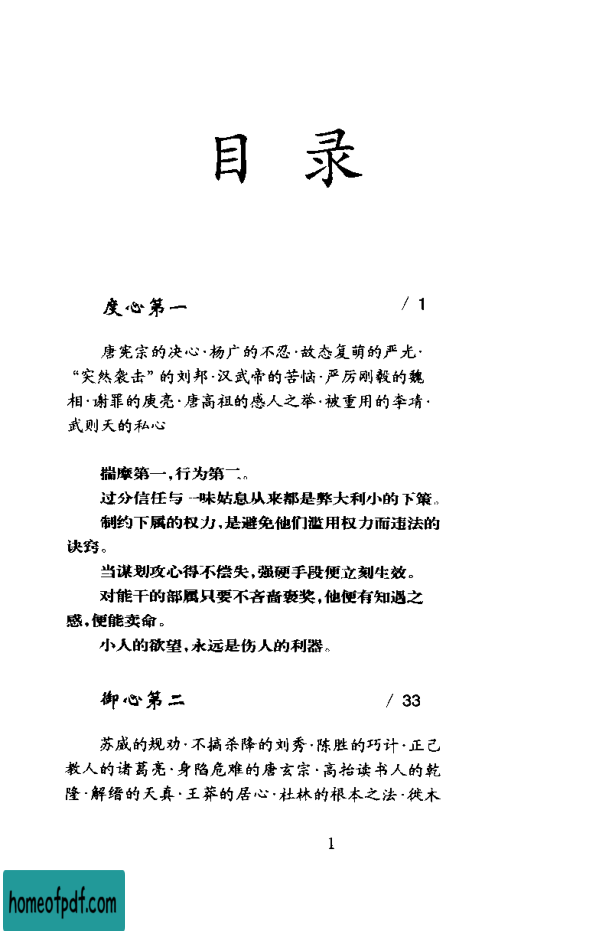 目 录
度心第一 / 1
唐宪宗的决心·杨广的不忍·故态复萌的严光·
“突然袭击”的刘邦·汉武帝的苦恼·严厉刚毅的魏
相·谢罪的庾亮·唐高祖的感人之举·被重用的李靖·
武则天的私心
揣摩第一,行为第二。
过分信任与一味姑息从来都是弊大利小的下策。
制约下属的权力,是避免他们滥用权力而违法的
诀窍。
当谋划攻心得不偿失,强硬手段便立刻生效。
对能干的部属只要不吝啬褒奖,他便有知遇之
感,便能卖命。
小人的欲望,永远是伤人的利器。
御心第二 / 33
苏威的规劝·不搞杀降的刘秀·陈胜的巧计·正己
教人的诸葛亮·身陷危难的唐玄宗·高抬读书人的乾
隆·解缙的天真·王莽的居心·杜林的根本之法·徙木
1
homeofpdf.com